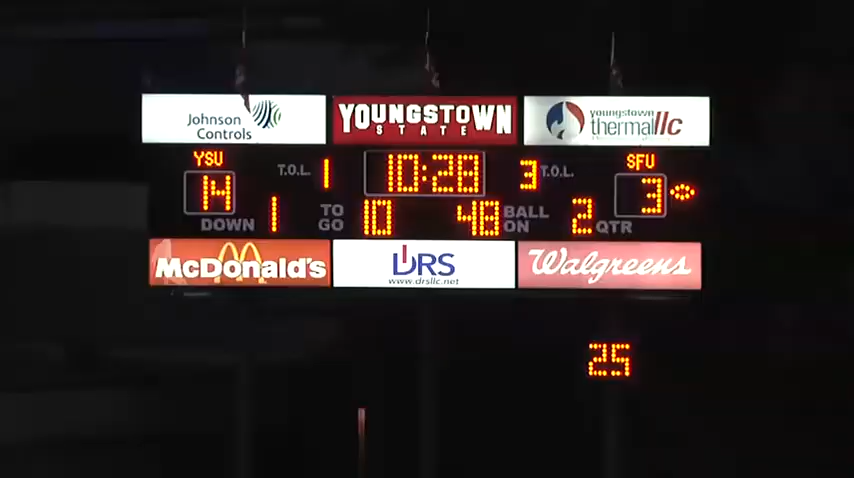 Johnson Controls
YOUNGSTOWN STATE
youngstown thermal llc
YSU
T.O.L. 1
10:28
3 T.O.L.
SFU
14
3
DOWN 1
TO GO 10
48 BALL ON
2 QTR
McDonald's
DRS
www.drsllc.net
Walgreens
25